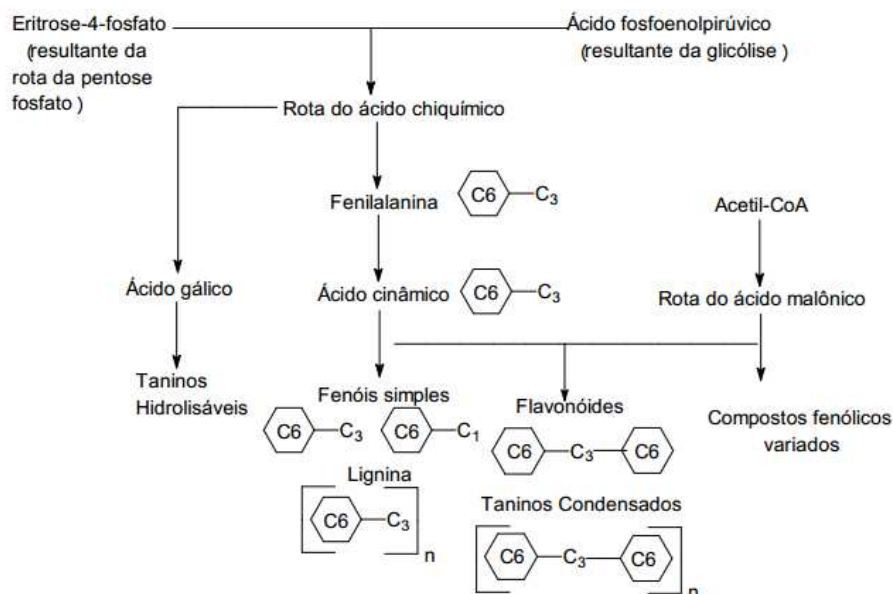 Eritrose-4-fosfato
(resultante da
rota da pentose
fosfato )
Ácido fosfoenolpirúvico
(resultante da glicólise )
Rota do ácido chiquímico
Fenilalanina
C6 C3
Acetil-CoA
Ácido gálico
Ácido cinâmico
C6 C3
Rota do ácido malônico
Taninos
Hidrolisáveis
Fenóis simples
C6 C3 C6 C1
Flavonóides
C6 C3 C6
Compostos fenólicos
variados
Lignina
C6 C3 n
Taninos Condensados
C6 C3 C6 n